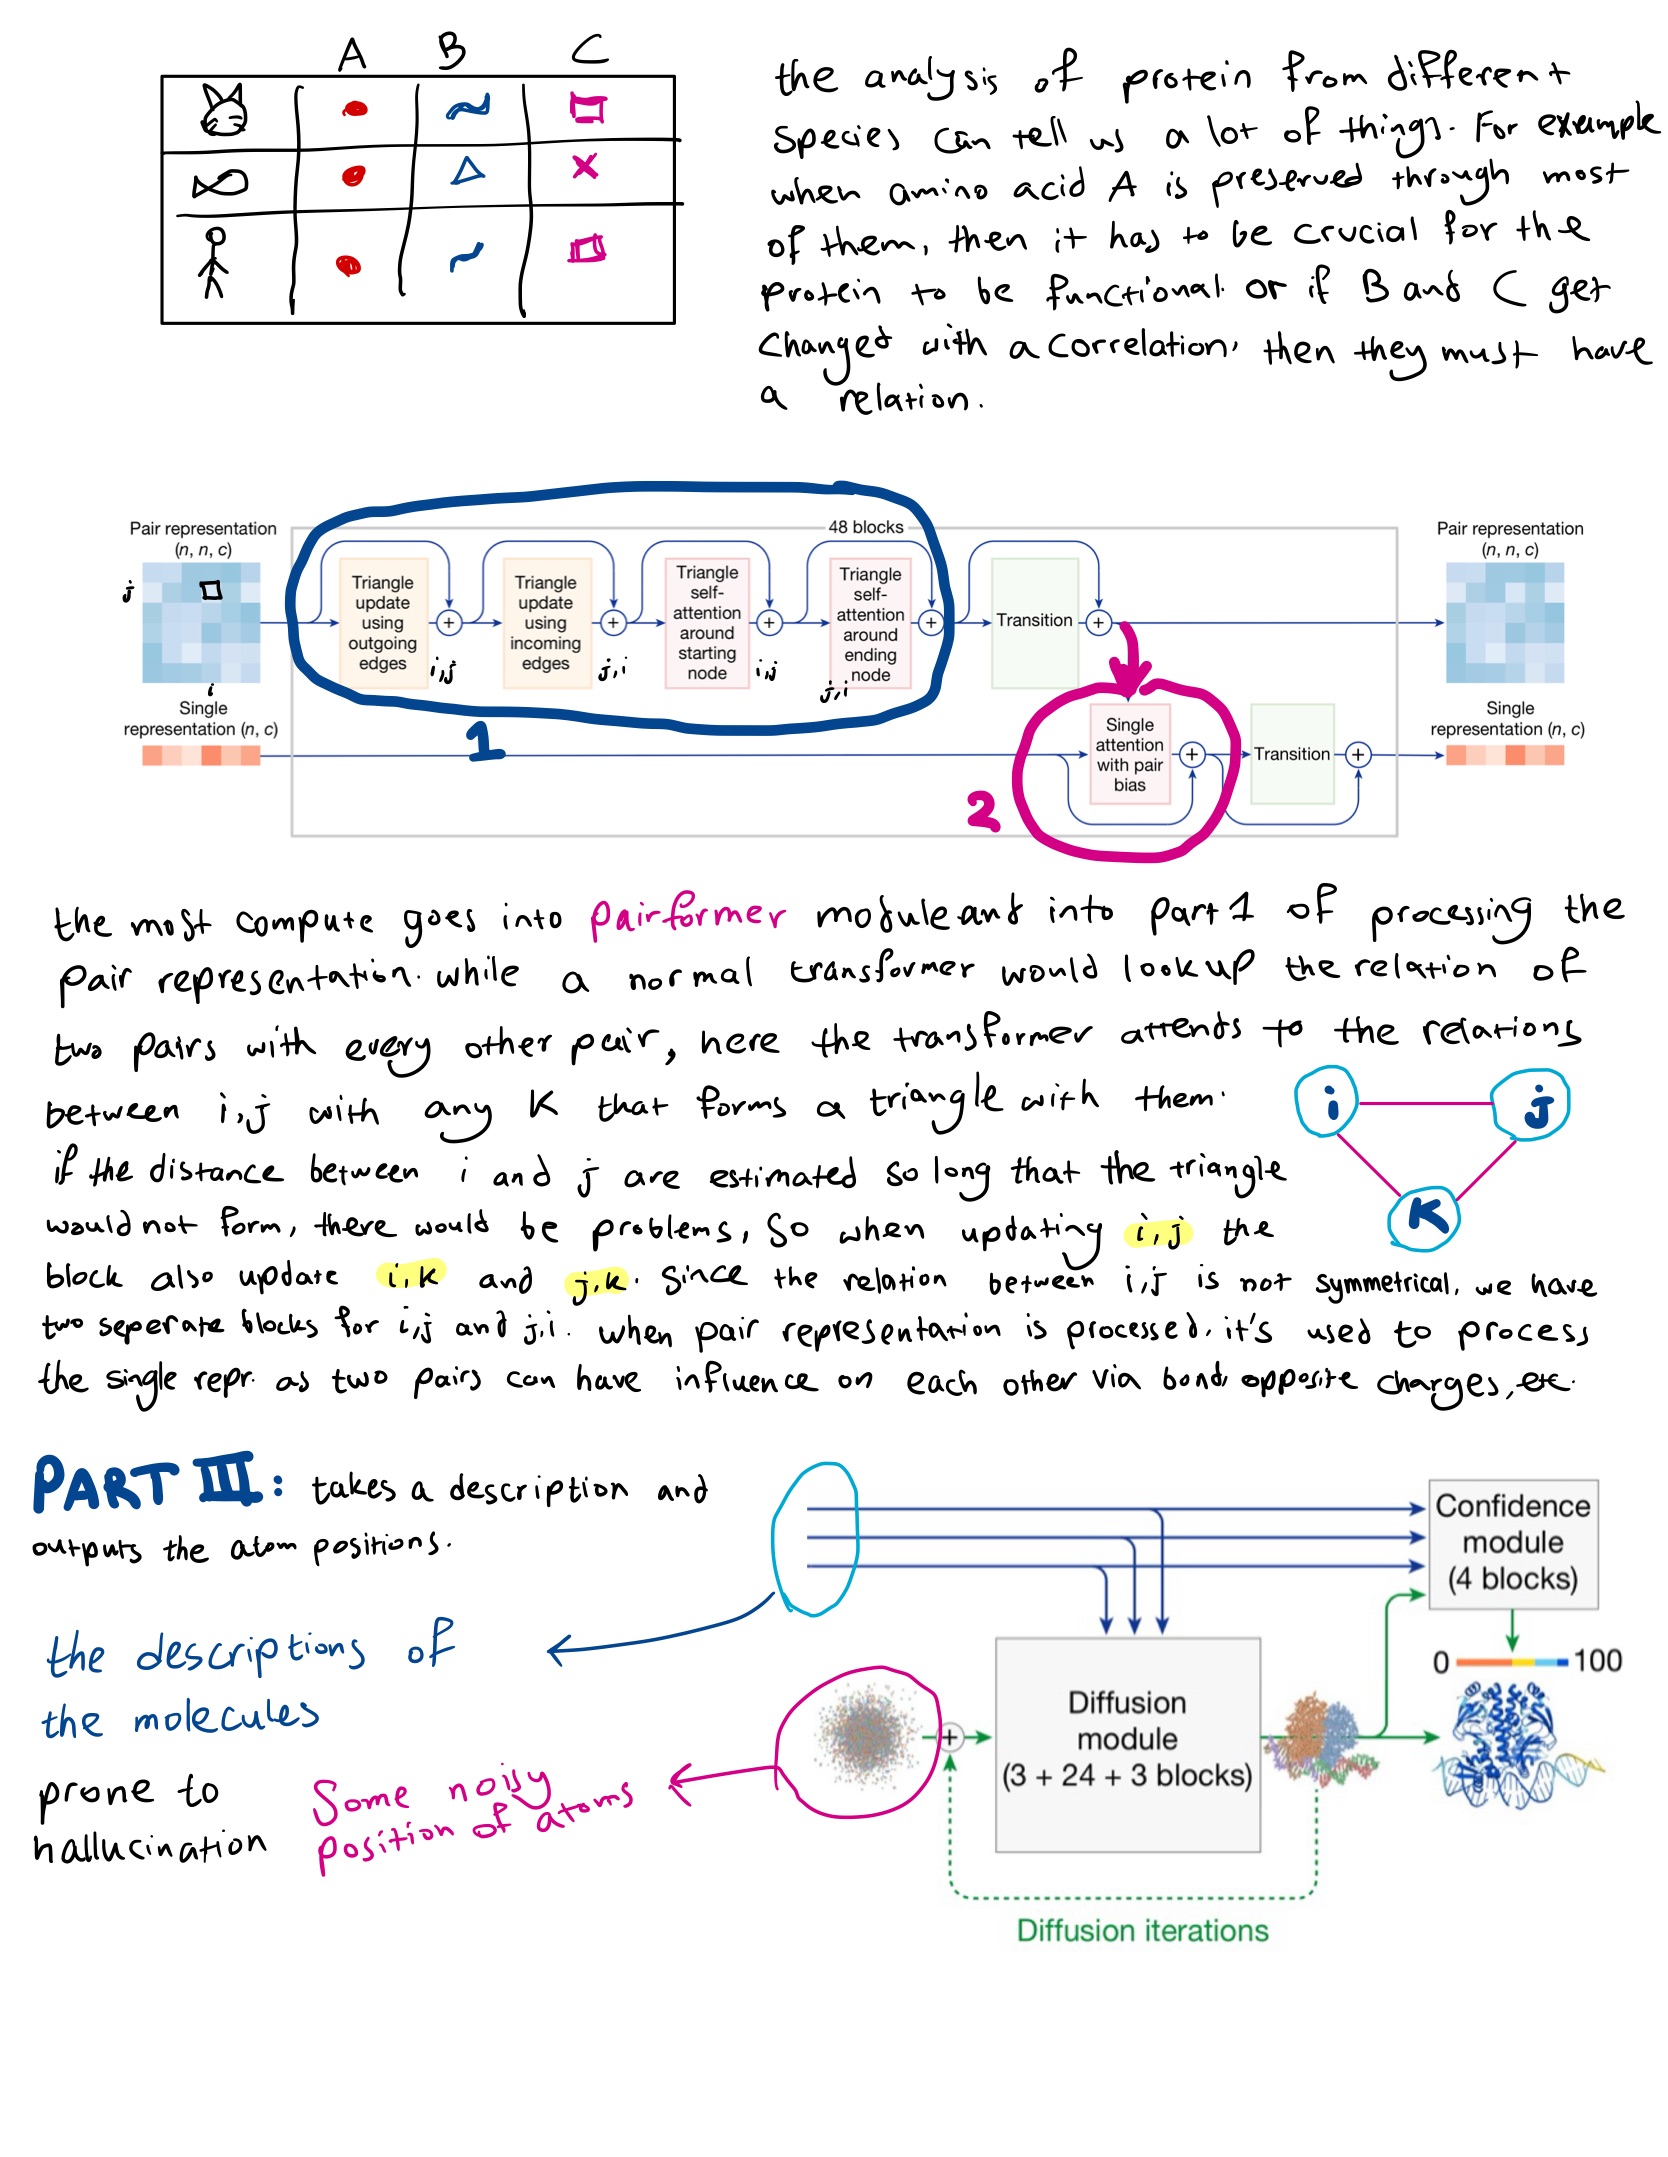 A B C
the analysis of protein from different
species can tell us a lot of things. For example
when amino acid A is preserved through most
of them, then it has to be crucial for the
protein to be functional. or if B and C get
changed with a correlation, then they must have
a relation.
Pair representation
(n, n, c)
j
i
Single
representation (n, c)
48 blocks
Triangle
update
using
outgoing
edges
i,j
Triangle
update
using
incoming
edges
j,i
Triangle
self-
attention
around
starting
node
i,j
Triangle
self-
attention
around
ending
node
j,i
+
+
+
+
Transition
+
1
2
Single
attention
with pair
bias
+
Transition
+
Pair representation
(n, n, c)
Single
representation (n, c)
the most compute goes into pairformer module and into part 1 of processing the
pair representation. while a normal transformer would look up the relation of
two pairs with every other pair, here the transformer attends to the relations
between i,j with any K that forms a triangle with them.
i
j
K
if the distance between i and j are estimated so long that the triangle
would not form, there would be problems, So when updating i,j the
block also update i,k and j,k. since the relation between i,j is not symmetrical, we have
two seperate blocks for i,j and j,i. when pair representation is processed, it's used to process
the single repr. as two pairs can have influence on each other via bond, opposite charges, etc.
PART III: takes a description and
outputs the atom positions.
the descriptions of
the molecules
prone to
hallucination
Some noisy
position of atoms
Confidence
module
(4 blocks)
0 100
+
Diffusion
module
(3 + 24 + 3 blocks)
Diffusion iterations